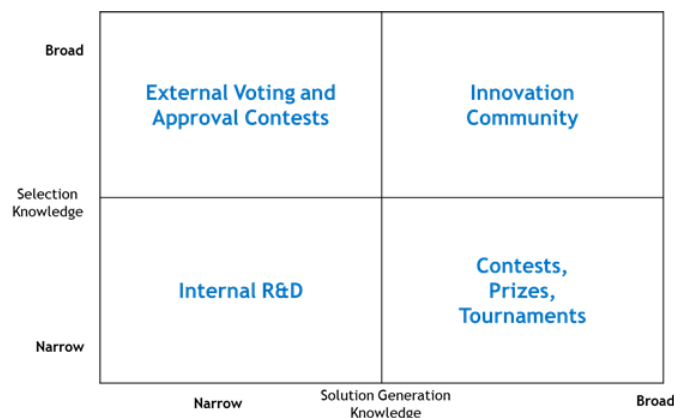 Broad
External Voting and
Approval Contests
Innovation
Community
Selection
Knowledge
Internal R&D
Contests,
Prizes,
Tournaments
Narrow
Narrow
Solution Generation
Knowledge
Broad